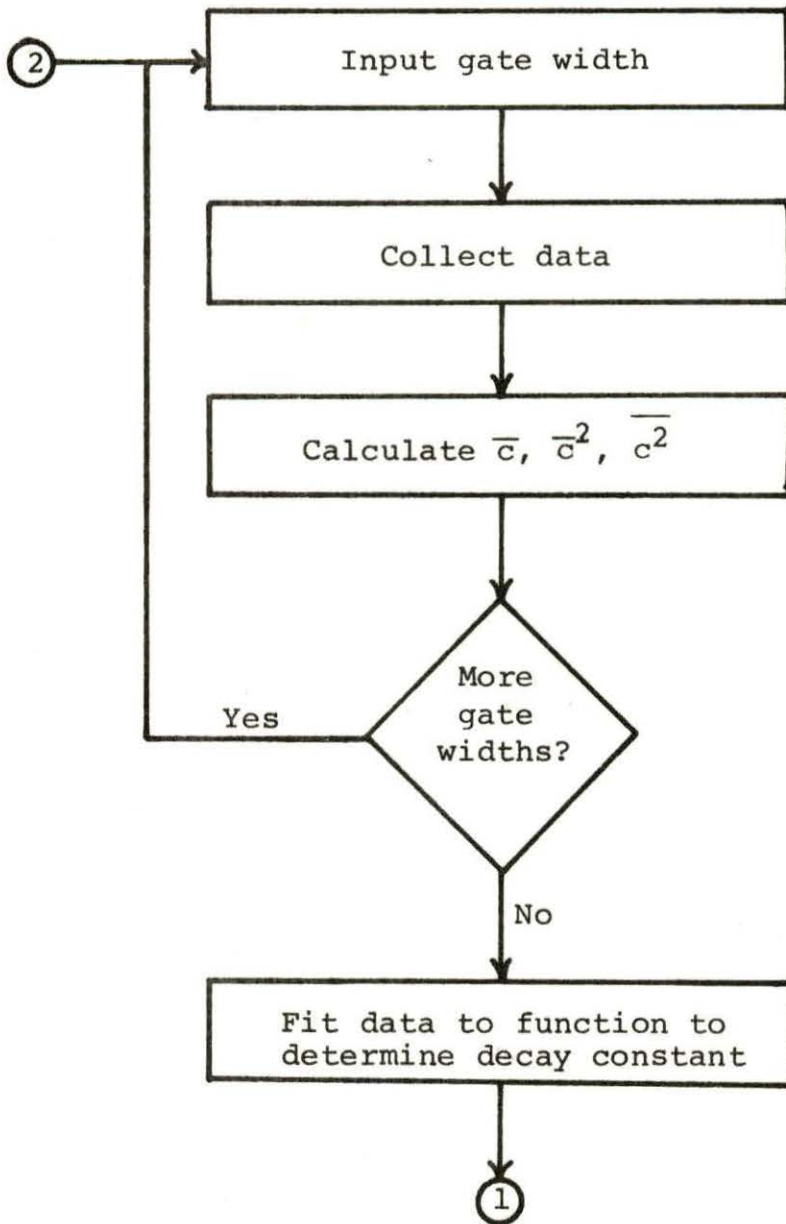 2
Input gate width
Collect data
Calculate c̅, c̅², \overline{c²}
More
gate
widths?
Yes
No
Fit data to function to
determine decay constant
1